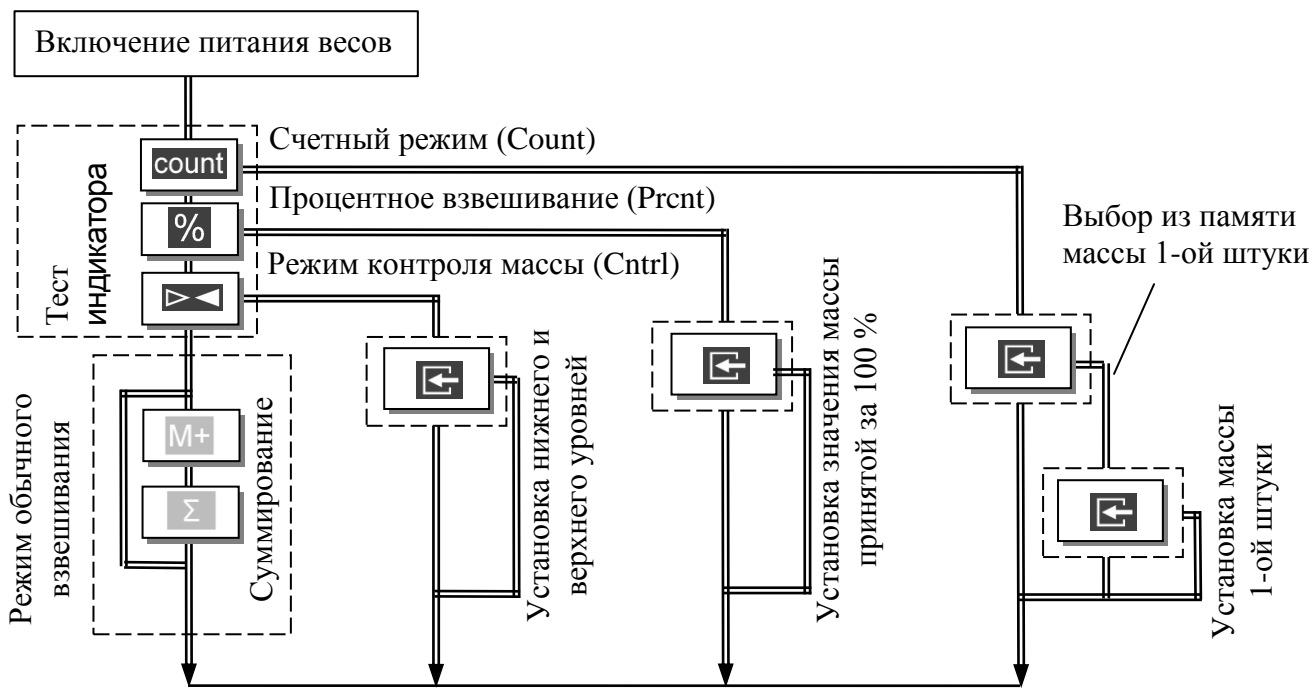 Включение питания весов
Счетный режим (Count)
count
Процентное взвешивание (Prcnt)
%
Режим контроля массы (Cntrl)
Тест
индикатора
Выбор из памяти
массы 1-ой штуки
Режим обычного
взвешивания
M+
Σ
Суммирование
Установка нижнего и
верхнего уровней
Установка значения массы
принятой за 100 %
Установка массы
1-ой штуки